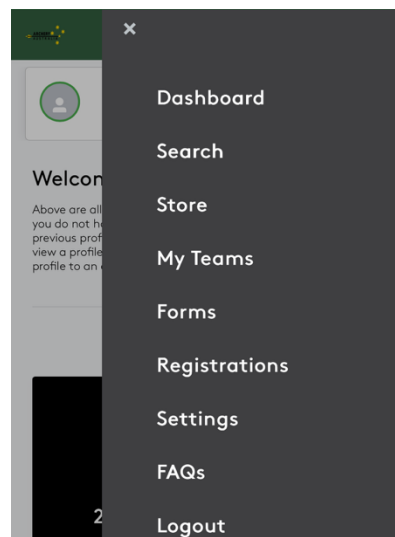 ×
Dashboard
Search
Store
Welcon
Above are all
My Teams
you do not h
previous prof
view a profile
profile to an
Forms
Registrations
Settings
FAQs
2
Logout